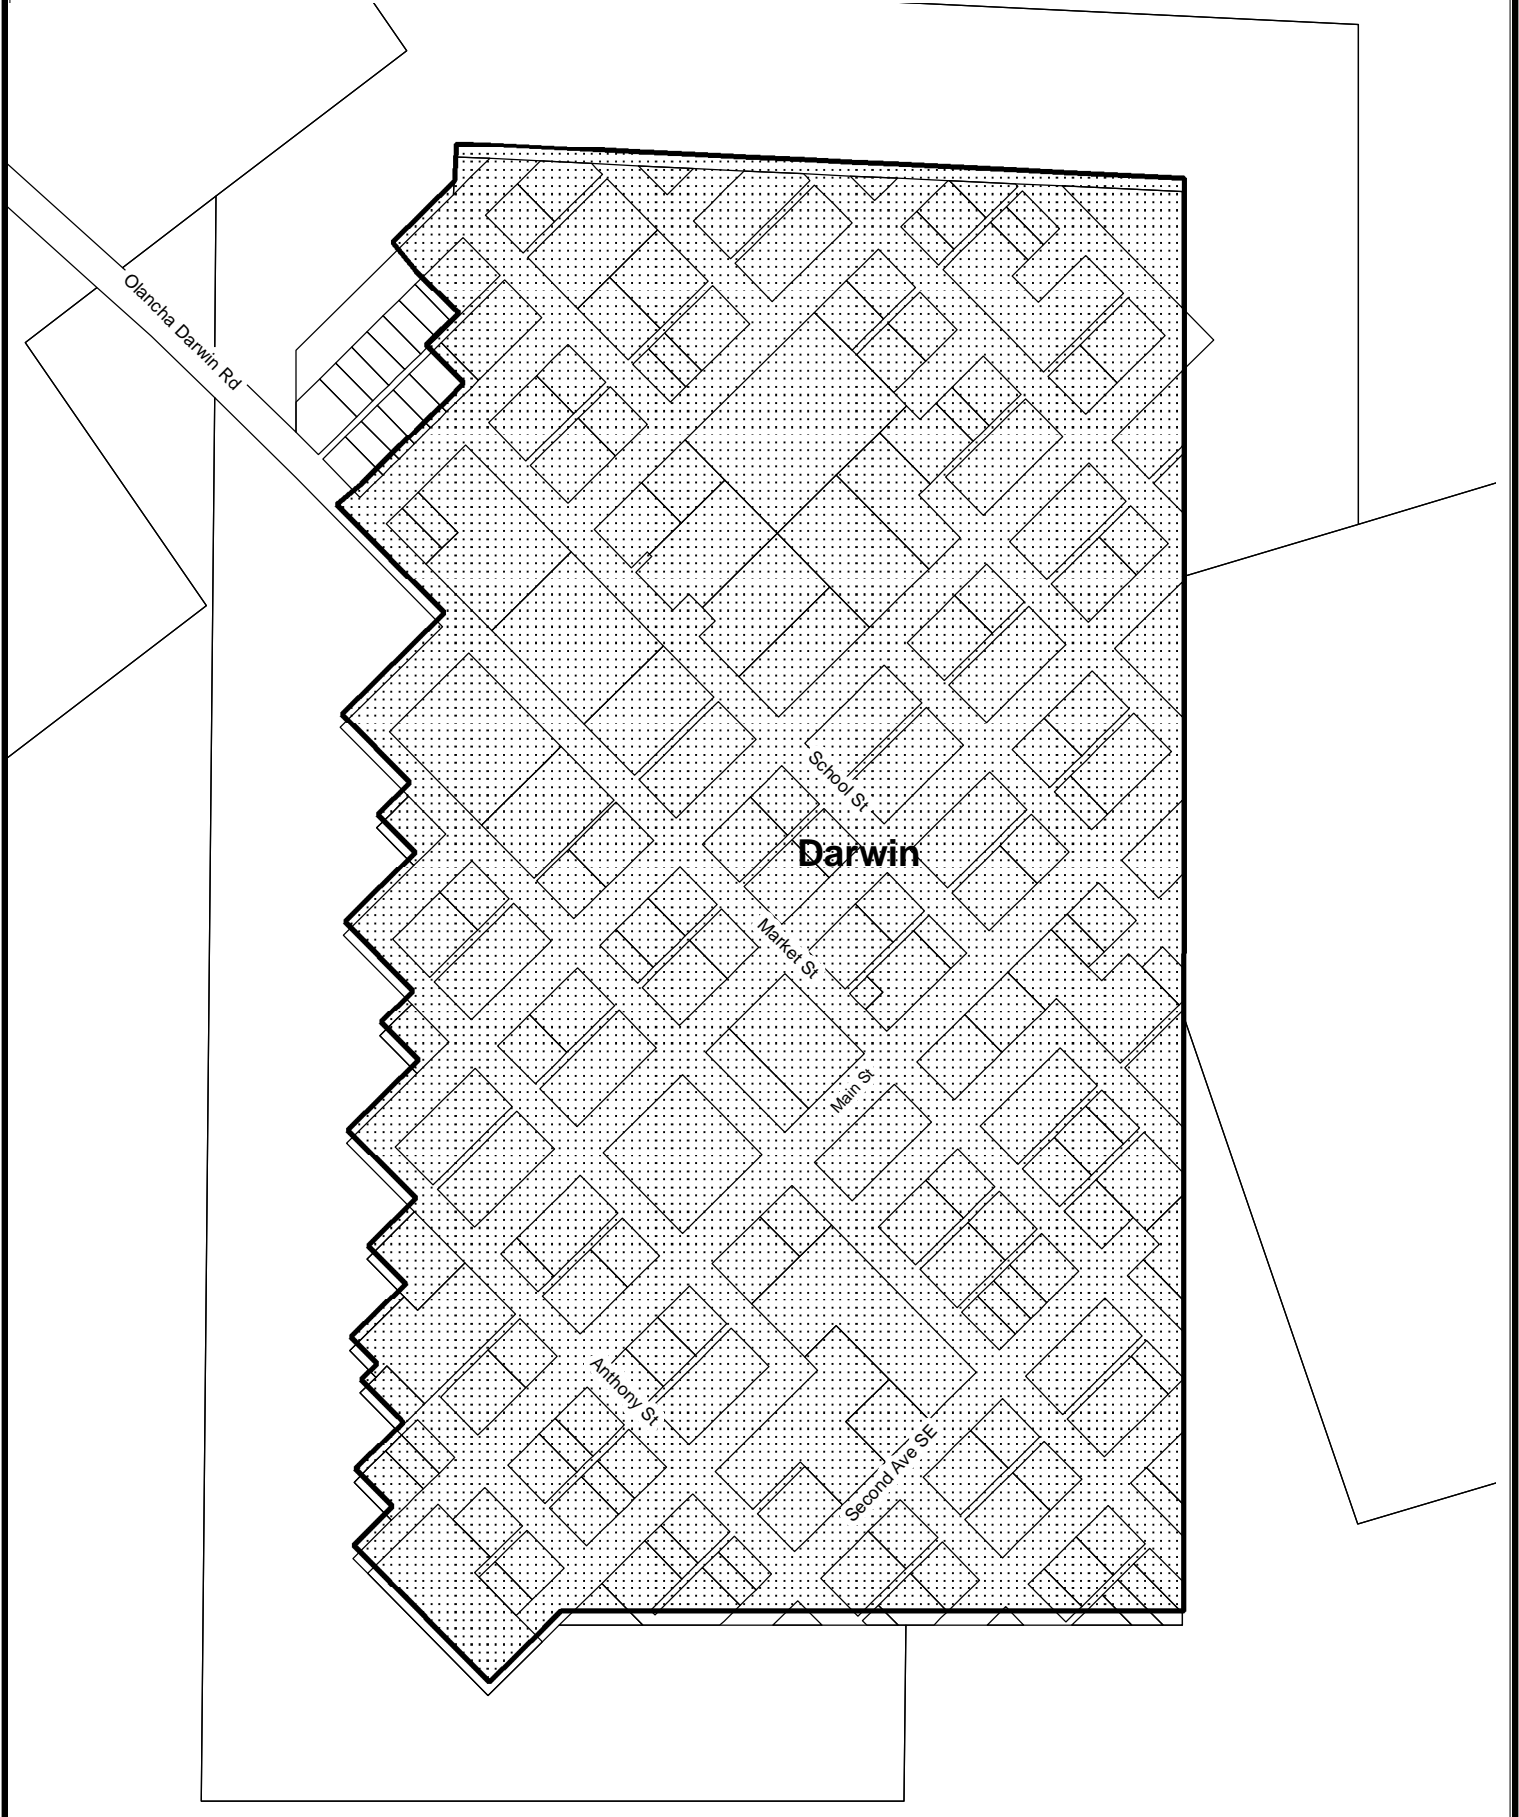 Olancha Darwin Rd
School St
Darwin
Market St
Main St
Anthony St
Second Ave SE